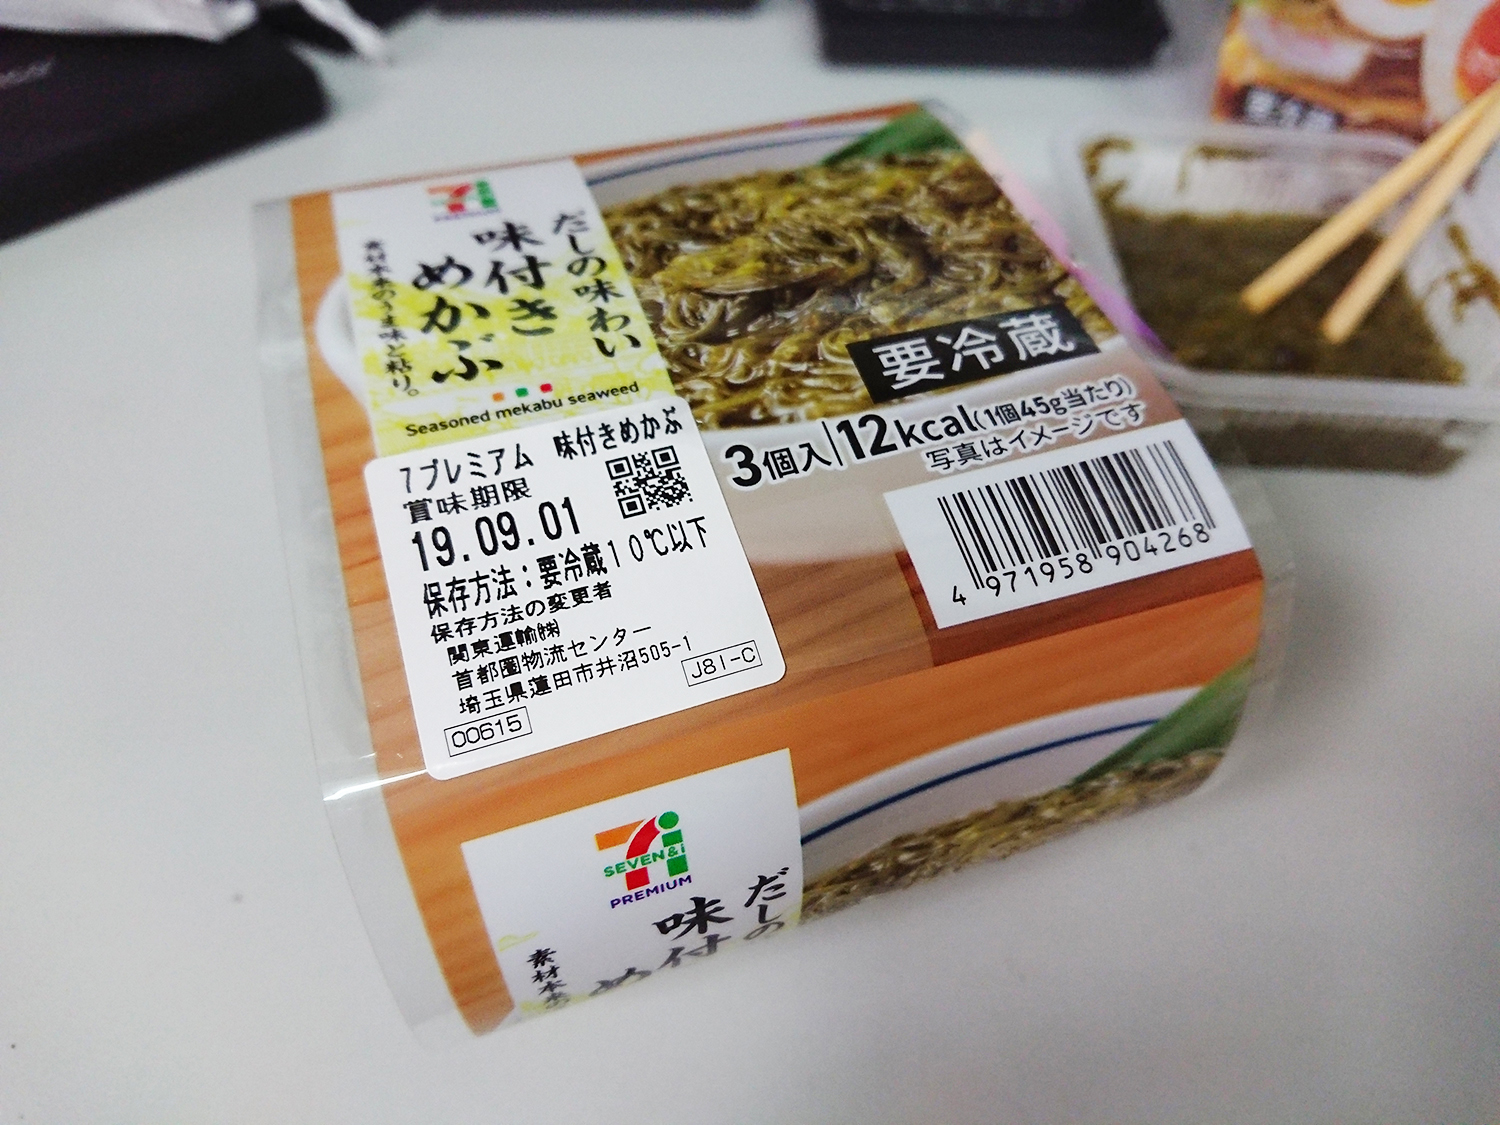 7i
PREMIUM
だしの味わい
味付き
めかぶ
素材本来のうま味と粘り。
Seasoned mekabu seaweed
要冷蔵
3個入 12kcal(1個45g当たり)
写真はイメージです
4 971958 904268
7プレミアム 味付きめかぶ
賞味期限
19.09.01
保存方法:要冷蔵10℃以下
保存方法の変更者
関東運輸㈱
首都圏物流センター
埼玉県蓮田市井沼505-1
J81-C
00615
7i
SEVEN&i
PREMIUM
だしの
味付
め
素材本来の